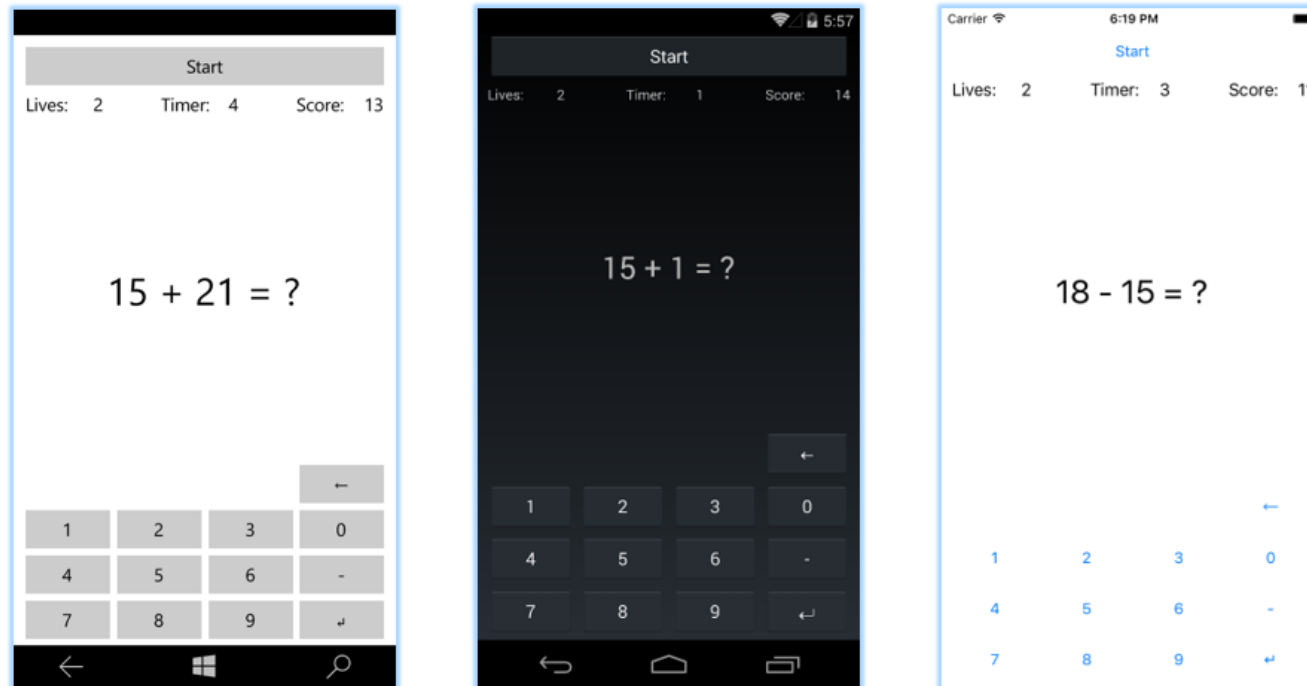 Start
Lives: 2 Timer: 4 Score: 13
15 + 21 = ?
←
1 2 3 0
4 5 6 -
7 8 9 ↵
5:57
Start
Lives: 2 Timer: 1 Score: 14
15 + 1 = ?
←
1 2 3 0
4 5 6 -
7 8 9 ↵
Carrier 6:19 PM
Start
Lives: 2 Timer: 3 Score:
18 - 15 = ?
←
1 2 3 0
4 5 6 -
7 8 9 ↵